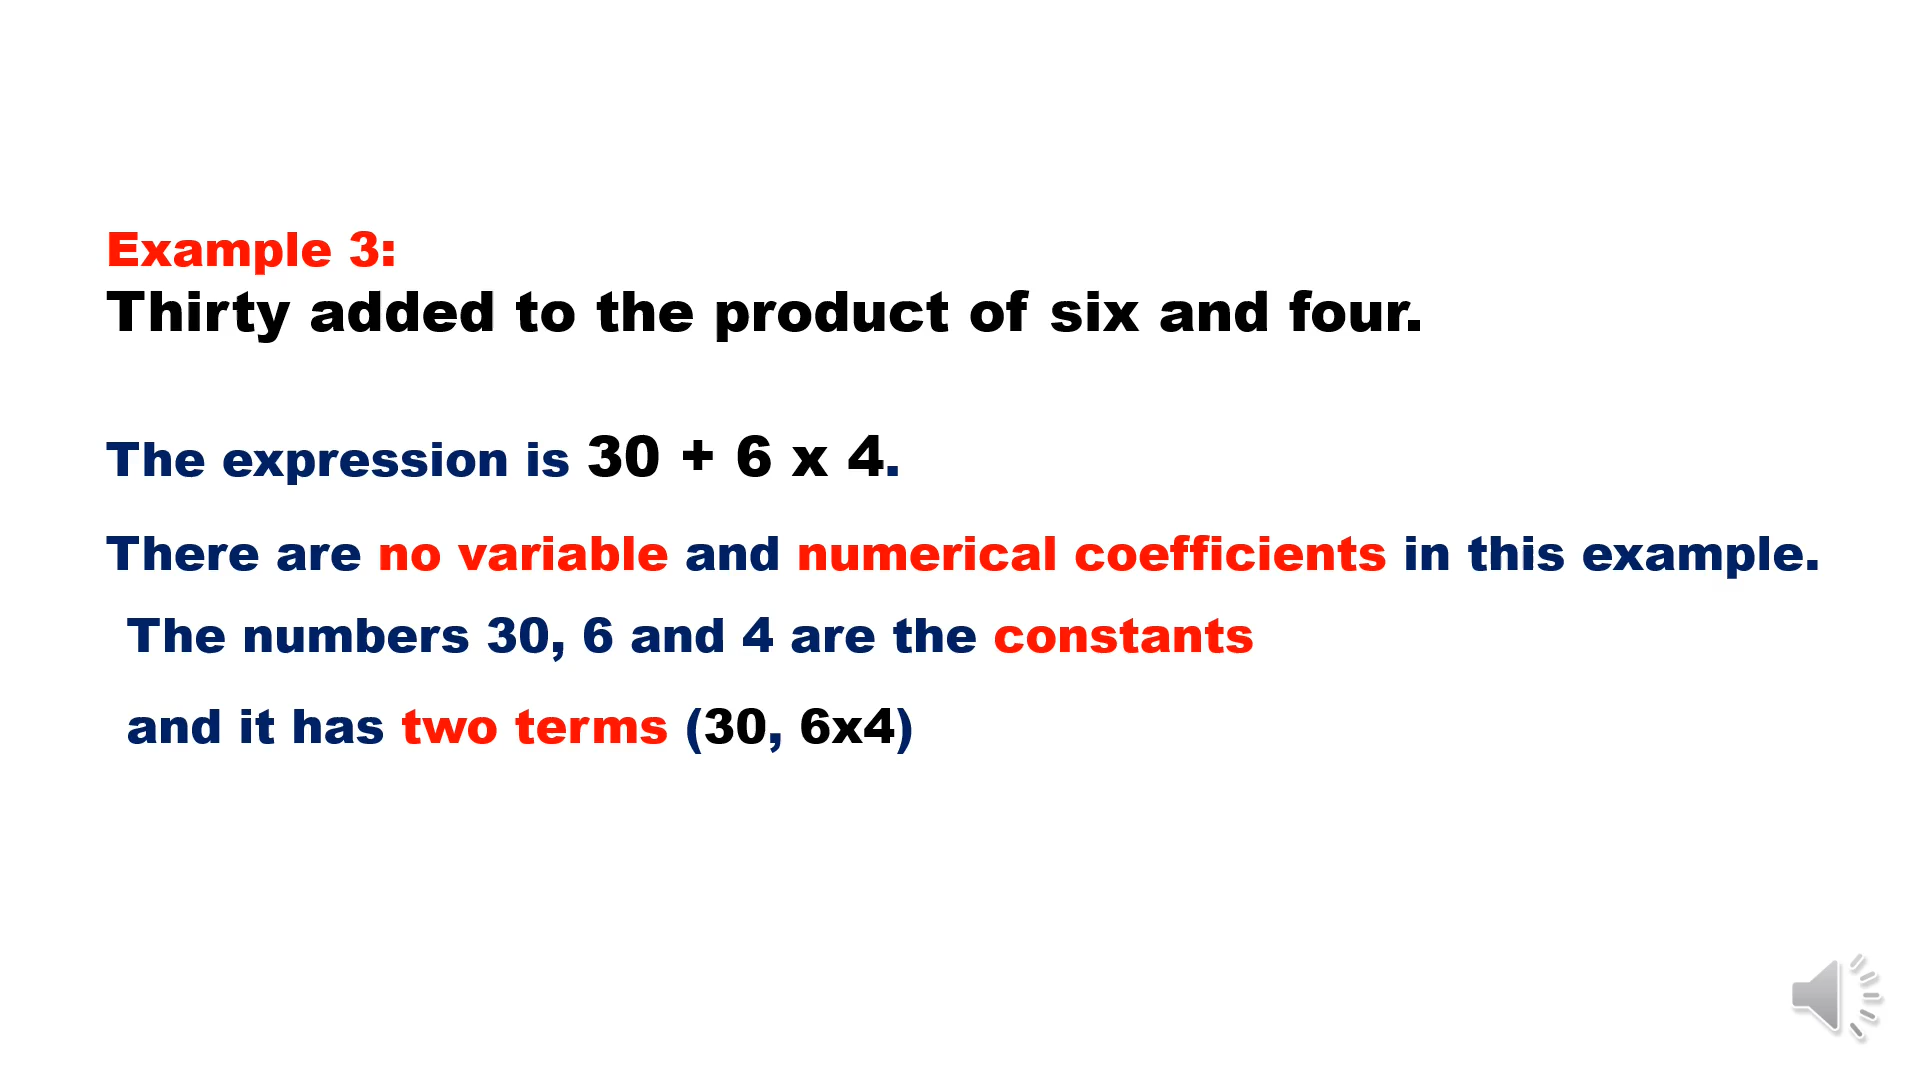 Example 3:
Thirty added to the product of six and four.
The expression is 30 + 6 x 4.
There are no variable and numerical coefficients in this example.
The numbers 30, 6 and 4 are the constants
and it has two terms (30, 6x4)